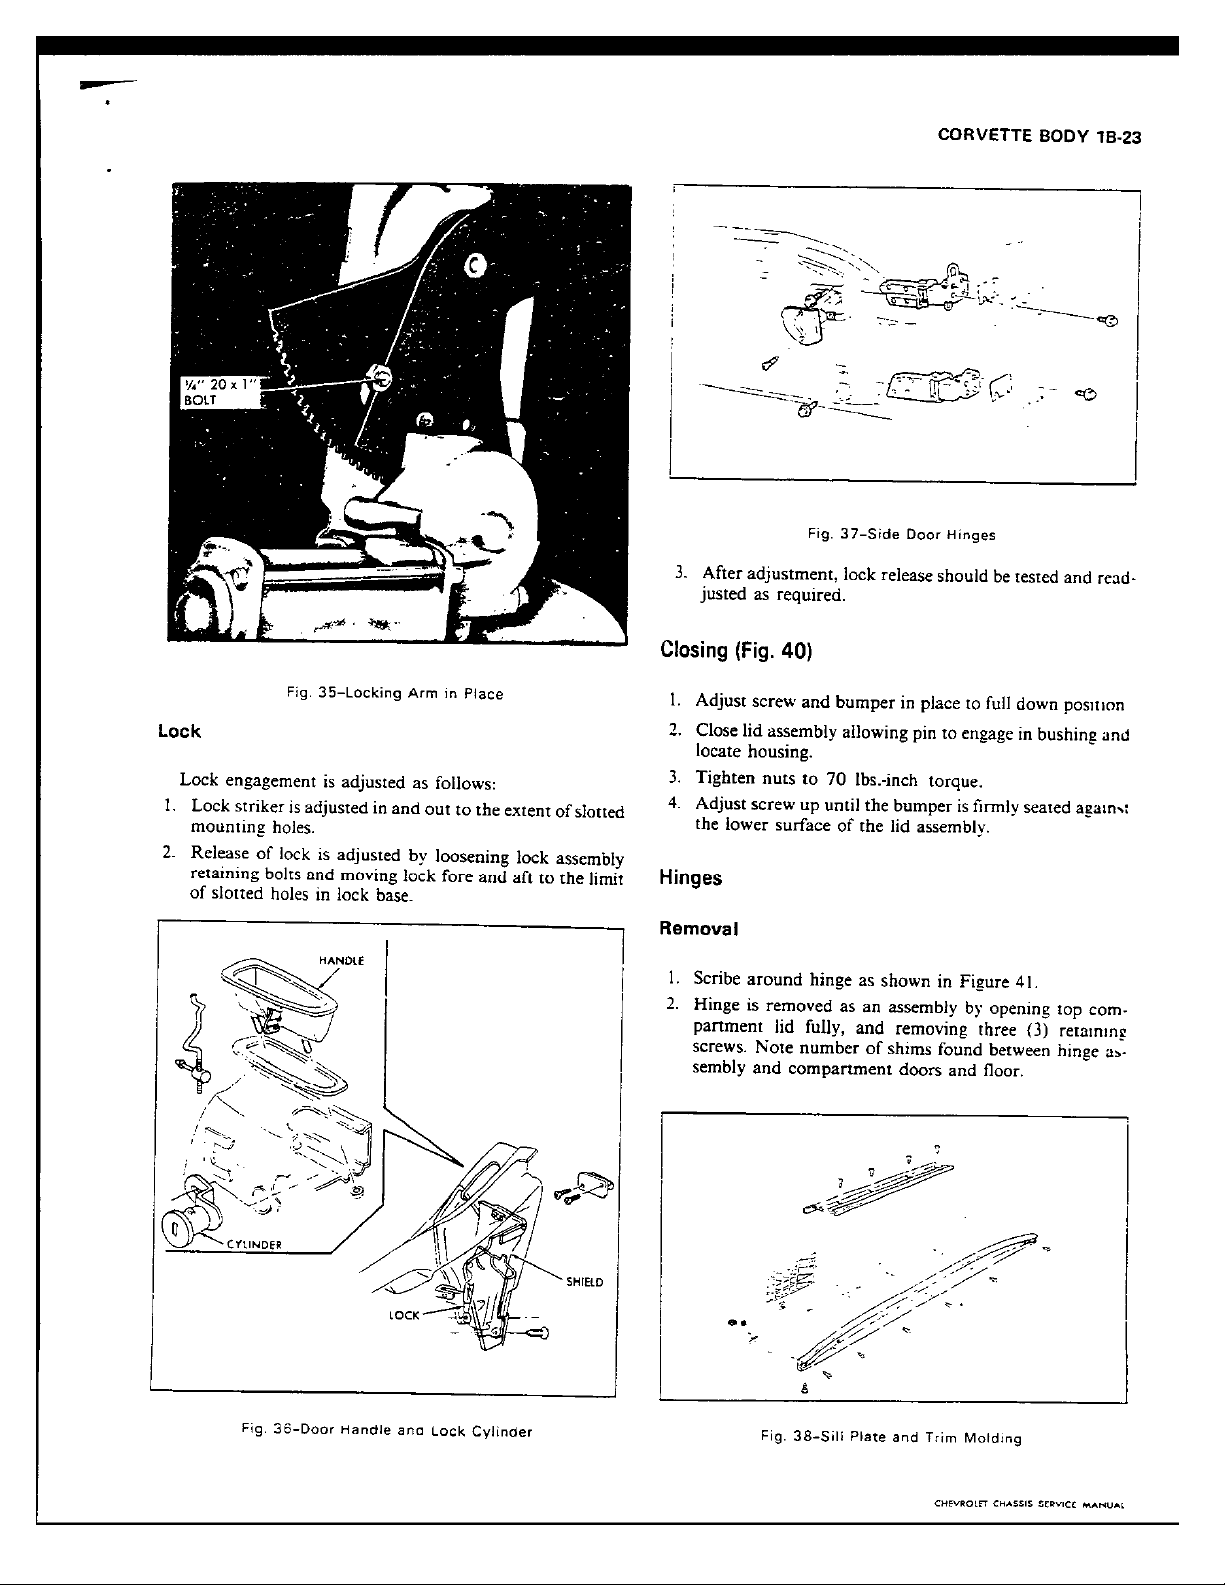 CORVETTE BODY 1B-23
1/4" 20 x 1"
BOLT
Fig. 35–Locking Arm in Place
Lock
Lock engagement is adjusted as follows:
1. Lock striker is adjusted in and out to the extent of slotted
mounting holes.
2. Release of lock is adjusted by loosening lock assembly
retaining bolts and moving lock fore and aft to the limit
of slotted holes in lock base.
HANDLE
CYLINDER
SHIELD
LOCK
Fig. 36–Door Handle and Lock Cylinder
Fig. 37–Side Door Hinges
3. After adjustment, lock release should be tested and read-
justed as required.
Closing (Fig. 40)
1. Adjust screw and bumper in place to full down position
2. Close lid assembly allowing pin to engage in bushing and
locate housing.
3. Tighten nuts to 70 lbs.-inch torque.
4. Adjust screw up until the bumper is firmly seated against
the lower surface of the lid assembly.
Hinges
Removal
1. Scribe around hinge as shown in Figure 41.
2. Hinge is removed as an assembly by opening top com-
partment lid fully, and removing three (3) retaining
screws. Note number of shims found between hinge as-
sembly and compartment doors and floor.
Fig. 38–Sill Plate and Trim Molding
CHEVROLET CHASSIS SERVICE MANUAL